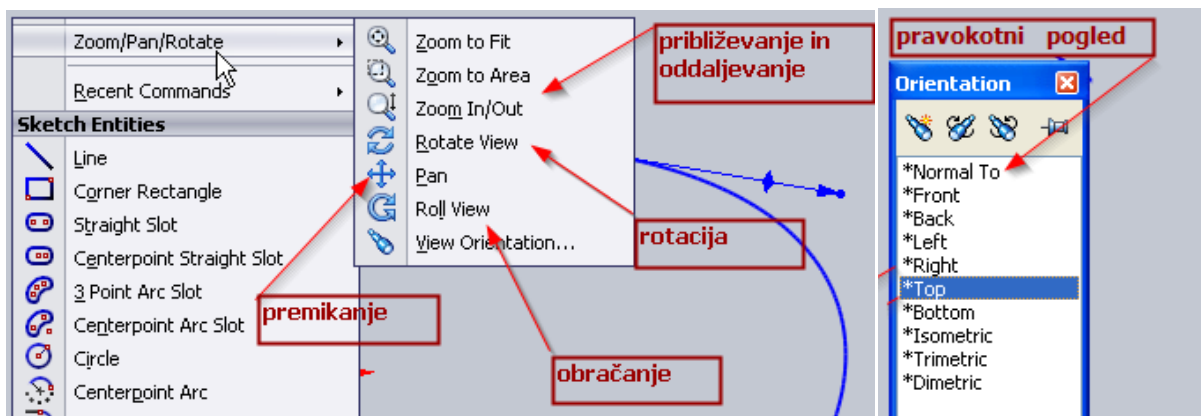 Zoom/Pan/Rotate
Recent Commands
Sketch Entities
Line
Corner Rectangle
Straight Slot
Centerpoint Straight Slot
3 Point Arc Slot
Centerpoint Arc Slot
Circle
Centerpoint Arc
Zoom to Fit
Zoom to Area
Zoom In/Out
Rotate View
Pan
Roll View
View Orientation...
približevanje in
oddaljevanje
rotacija
premikanje
obračanje
pravokotni pogled
Orientation
*Normal To
*Front
*Back
*Left
*Right
*Top
*Bottom
*Isometric
*Trimetric
*Dimetric